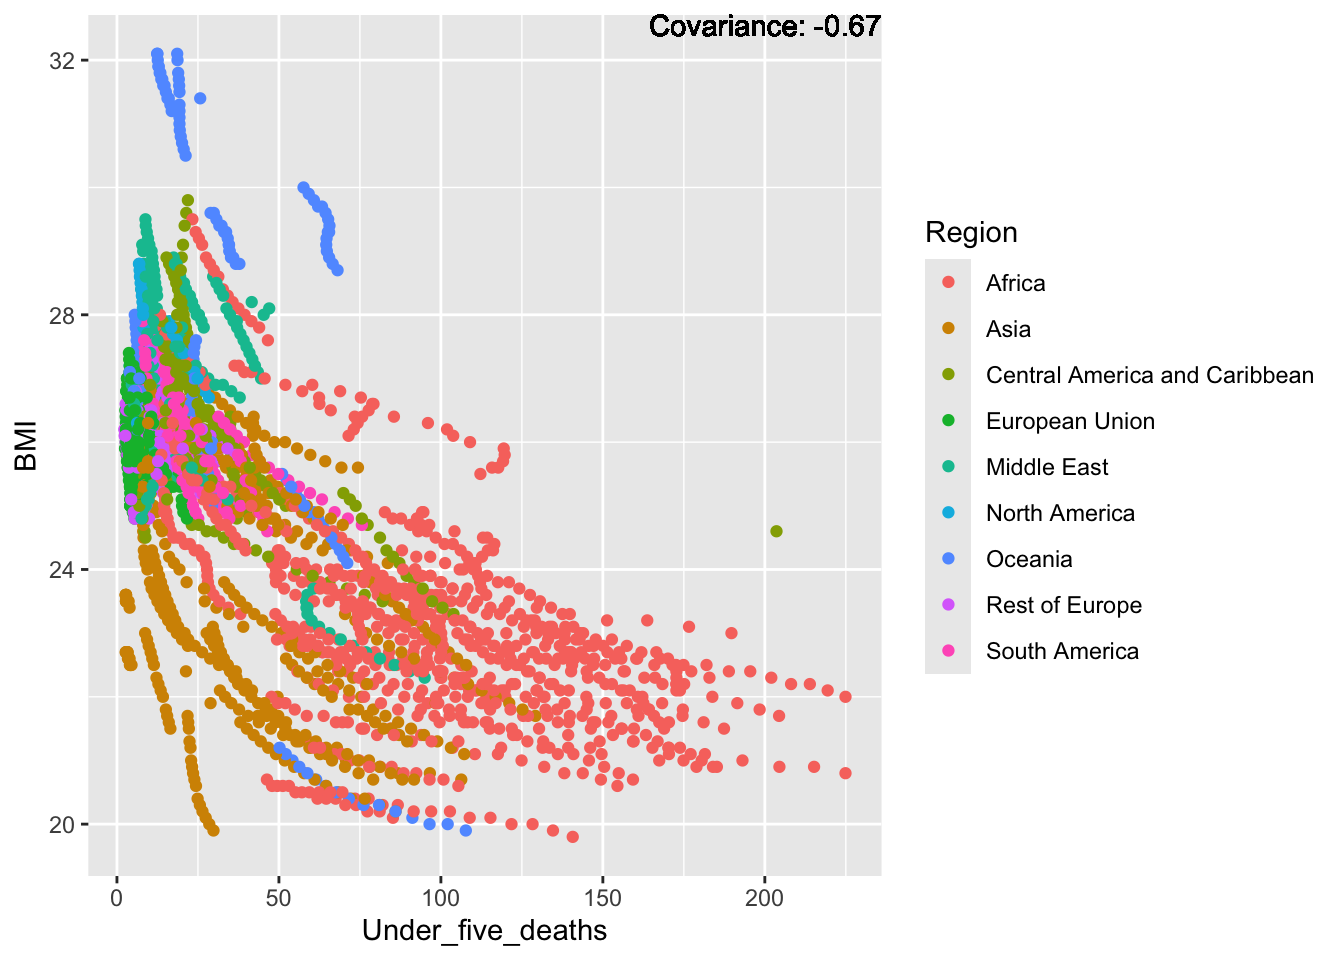 Covariance: -0.67
32
28
24
20
BMI
0 50 100 150 200
Under_five_deaths
Region
Africa
Asia
Central America and Caribbean
European Union
Middle East
North America
Oceania
Rest of Europe
South America